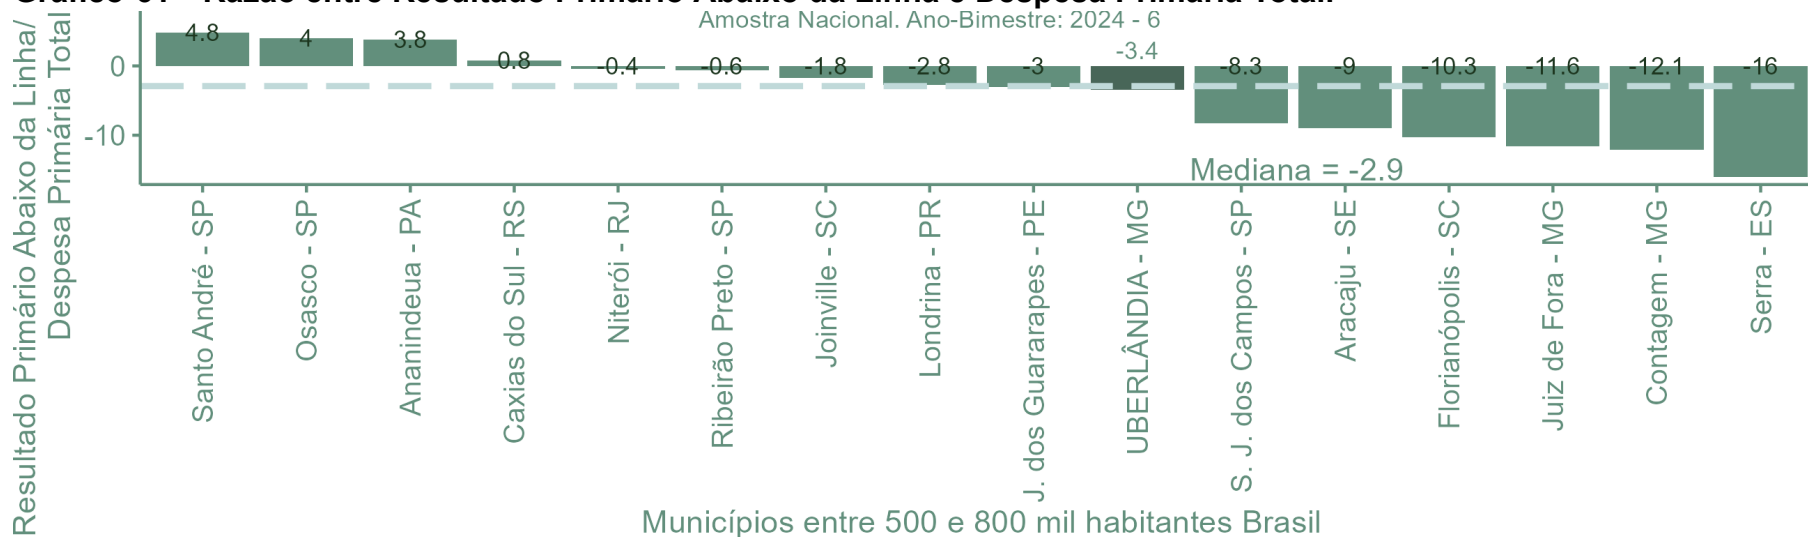 Amostra Nacional. Ano-Bimestre: 2024 - 6
Resultado Primário Abaixo da Linha/
Despesa Primária Total
0
-10
4.8
4
3.8
0.8
-0.4
-0.6
-1.8
-2.8
-3
-3.4
-8.3
-9
-10.3
-11.6
-12.1
-16
Mediana = -2.9
Santo André - SP
Osasco - SP
Ananindeua - PA
Caxias do Sul - RS
Niterói - RJ
Ribeirão Preto - SP
Joinville - SC
Londrina - PR
J. dos Guararapes - PE
UBERLÂNDIA - MG
S. J. dos Campos - SP
Aracaju - SE
Florianópolis - SC
Juiz de Fora - MG
Contagem - MG
Serra - ES
Municípios entre 500 e 800 mil habitantes Brasil